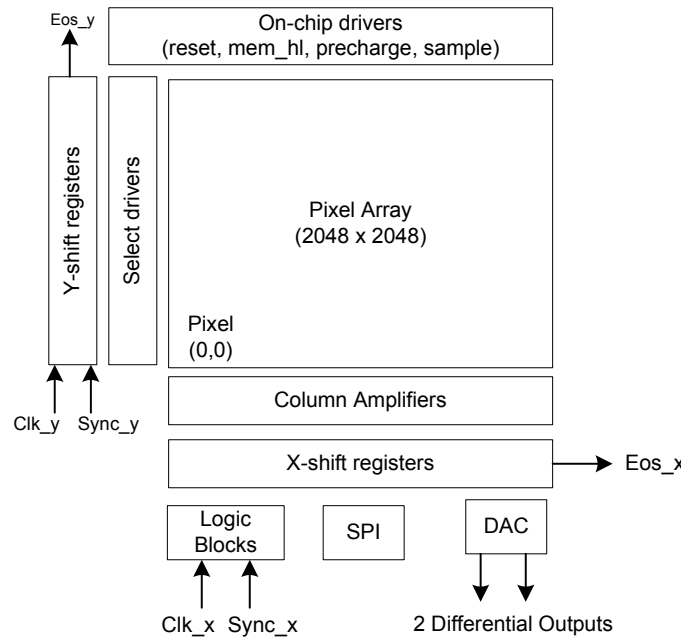 Eos_y
On-chip drivers
(reset, mem_hl, precharge, sample)
Y-shift registers
Select drivers
Pixel Array
(2048 x 2048)
Pixel
(0,0)
Clk_y
Sync_y
Column Amplifiers
X-shift registers
Eos_x
Logic
Blocks
SPI
DAC
Clk_x
Sync_x
2 Differential Outputs